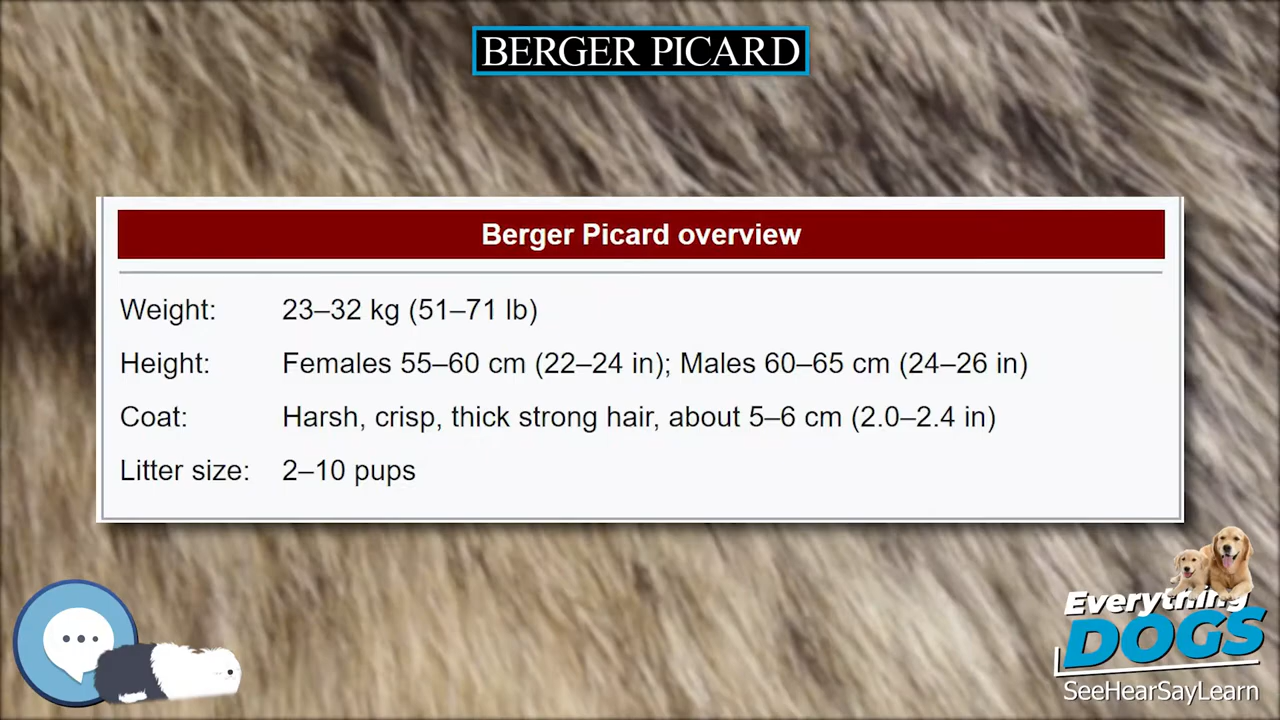 BERGER PICARD
Berger Picard overview
Weight: 23–32 kg (51–71 lb)
Height: Females 55–60 cm (22–24 in); Males 60–65 cm (24–26 in)
Coat: Harsh, crisp, thick strong hair, about 5–6 cm (2.0–2.4 in)
Litter size: 2–10 pups
Everything
DOGS
SeeHearSayLearn